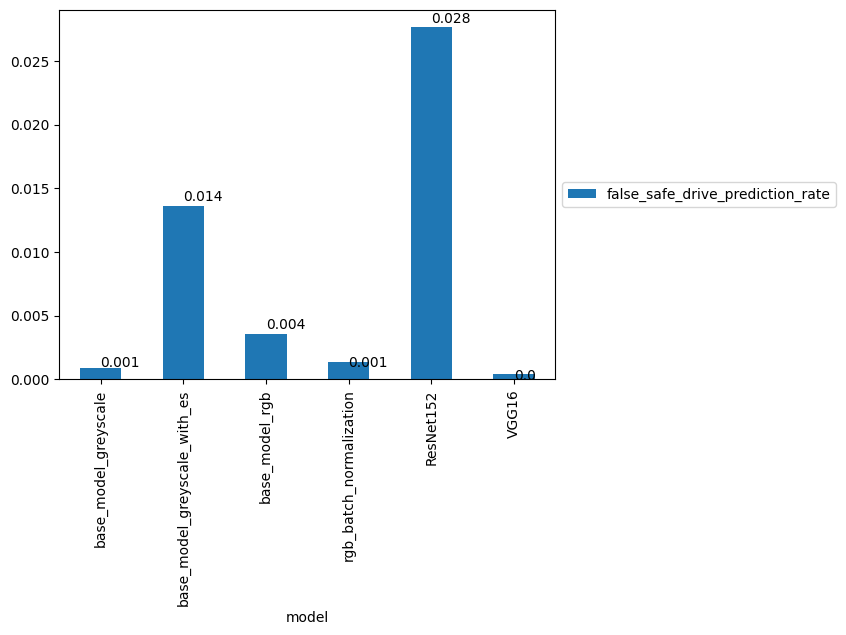 0.025
0.020
0.015
0.010
0.005
0.000
0.001
0.014
0.004
0.001
0.028
0.0
false_safe_drive_prediction_rate
base_model_greyscale
base_model_greyscale_with_es
base_model_rgb
rgb_batch_normalization
ResNet152
VGG16
model